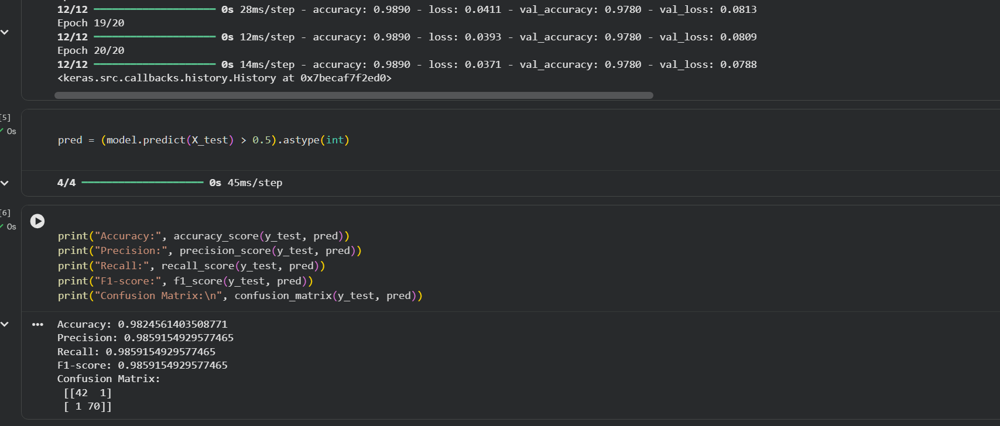 12/12 ━━━━━━━━━━━━━━━━━━━━ 0s 28ms/step - accuracy: 0.9890 - loss: 0.0411 - val_accuracy: 0.9780 - val_loss: 0.0813
Epoch 19/20
12/12 ━━━━━━━━━━━━━━━━━━━━ 0s 12ms/step - accuracy: 0.9890 - loss: 0.0393 - val_accuracy: 0.9780 - val_loss: 0.0809
Epoch 20/20
12/12 ━━━━━━━━━━━━━━━━━━━━ 0s 14ms/step - accuracy: 0.9890 - loss: 0.0371 - val_accuracy: 0.9780 - val_loss: 0.0788
<keras.src.callbacks.history.History at 0x7becaf7f2ed0>
[5]
0s
pred = (model.predict(X_test) > 0.5).astype(int)
4/4 ━━━━━━━━━━━━━━━━━━━━ 0s 45ms/step
[6]
0s
print("Accuracy:", accuracy_score(y_test, pred))
print("Precision:", precision_score(y_test, pred))
print("Recall:", recall_score(y_test, pred))
print("F1-score:", f1_score(y_test, pred))
print("Confusion Matrix:\n", confusion_matrix(y_test, pred))
Accuracy: 0.9824561403508771
Precision: 0.9859154929577465
Recall: 0.9859154929577465
F1-score: 0.9859154929577465
Confusion Matrix:
[[42  1]
[ 1 70]]